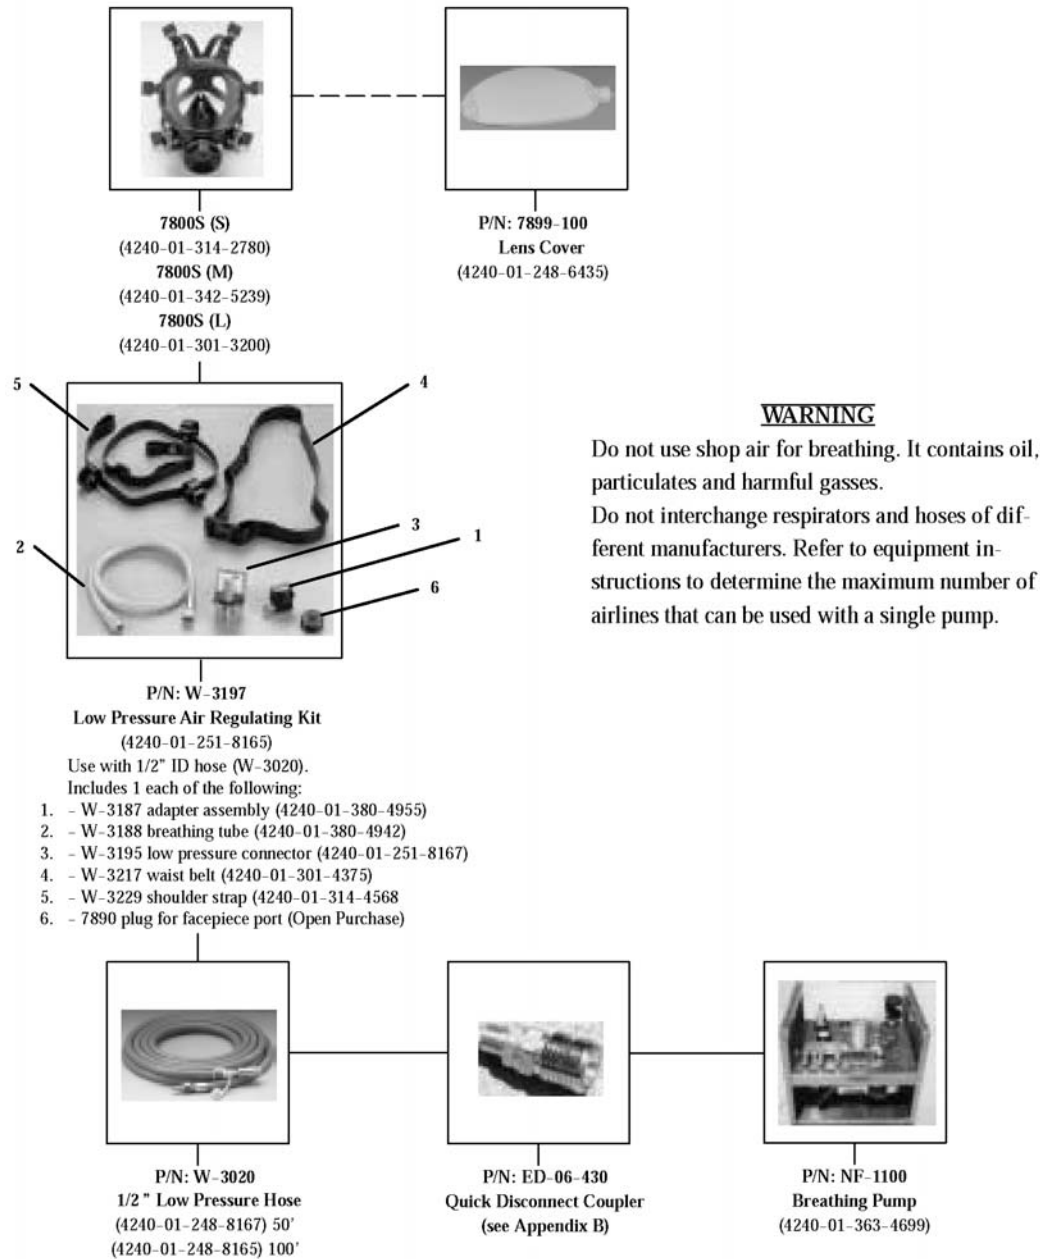 7800S (S)
(4240-01-314-2780)
7800S (M)
(4240-01-342-5239)
7800S (L)
(4240-01-301-3200)
P/N: 7899-100
Lens Cover
(4240-01-248-6435)
5
4
3
2
1
6
WARNING
Do not use shop air for breathing. It contains oil,
particulates and harmful gasses.
Do not interchange respirators and hoses of dif-
ferent manufacturers. Refer to equipment in-
structions to determine the maximum number of
airlines that can be used with a single pump.
P/N: W-3197
Low Pressure Air Regulating Kit
(4240-01-251-8165)
Use with 1/2" ID hose (W-3020).
Includes 1 each of the following:
1. - W-3187 adapter assembly (4240-01-380-4955)
2. - W-3188 breathing tube (4240-01-380-4942)
3. - W-3195 low pressure connector (4240-01-251-8167)
4. - W-3217 waist belt (4240-01-301-4375)
5. - W-3229 shoulder strap (4240-01-314-4568
6. - 7890 plug for facepiece port (Open Purchase)
P/N: W-3020
1/2 " Low Pressure Hose
(4240-01-248-8167) 50'
(4240-01-248-8165) 100'
P/N: ED-06-430
Quick Disconnect Coupler
(see Appendix B)
P/N: NF-1100
Breathing Pump
(4240-01-363-4699)